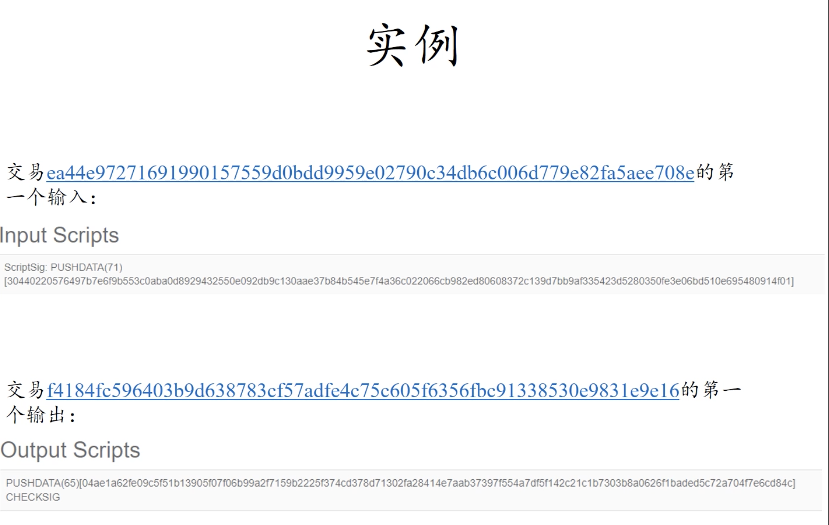 实例
交易ea44e97271691990157559d0bdd9959e02790c34db6c006d779e82fa5aee708e的第
一个输入：
Input Scripts
ScriptSig: PUSHDATA(71)
[30440220576497b7e6f9b553c0aba0d8929432550e092db9c130aae37b84b545e7f4a36c022066cb982ed80608372c139d7bb9af335423d5280350fe3e06bd510e695480914f01]
交易f4184fc596403b9d638783cf57adfe4c75c605f6356fbc91338530e9831e9e16的第一
个输出：
Output Scripts
PUSHDATA(65)[04ae1a62fe09c5f51b13905f07f06b99a2f7159b2225f374cd378d71302fa28414e7aab37397f554a7df5f142c21c1b7303b8a0626f1baded5c72a704f7e6cd84c]
CHECKSIG